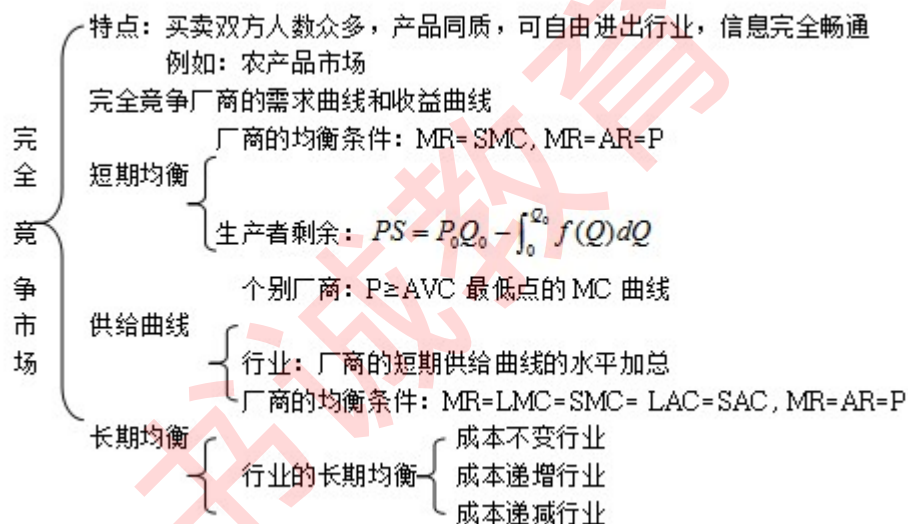 特点：买卖双方人数众多，产品同质，可自由进出行业，信息完全畅通
例如：农产品市场
完全竞争厂商的需求曲线和收益曲线
厂商的均衡条件：MR=SMC, MR=AR=P
短期均衡
生产者剩余：PS = P₀Q₀ − ∫₀^{Q₀} f(Q)dQ
个别厂商：P≥AVC 最低点的 MC 曲线
供给曲线
行业：厂商的短期供给曲线的水平加总
厂商的均衡条件：MR=LMC=SMC= LAC=SAC, MR=AR=P
长期均衡
成本不变行业
行业的长期均衡
成本递增行业
成本递减行业
完全竞争市场
书诚教育